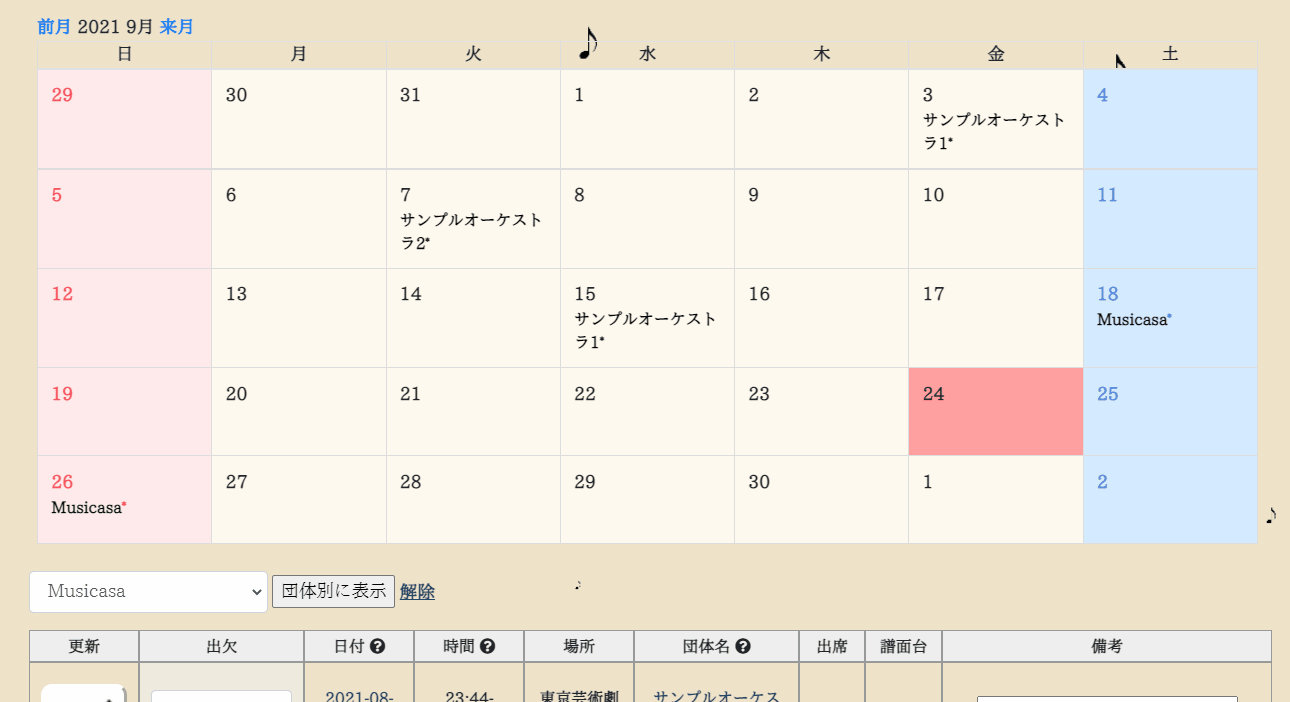 前月 2021 9月 来月
日 月 火 水 木 金 土
29 30 31 1 2 3 4
サンプルオーケスト
ラ1*
5 6 7 8 9 10 11
サンプルオーケスト
ラ2*
12 13 14 15 16 17 18
サンプルオーケスト Musicasa*
ラ1*
19 20 21 22 23 24 25
26 27 28 29 30 1 2
Musicasa*
Musicasa 団体別に表示 解除
更新 出欠 日付 ? 時間 ? 場所 団体名 ? 出席 譜面台 備考
2021-08- 23:44- 東京芸術劇 サンプルオーケス